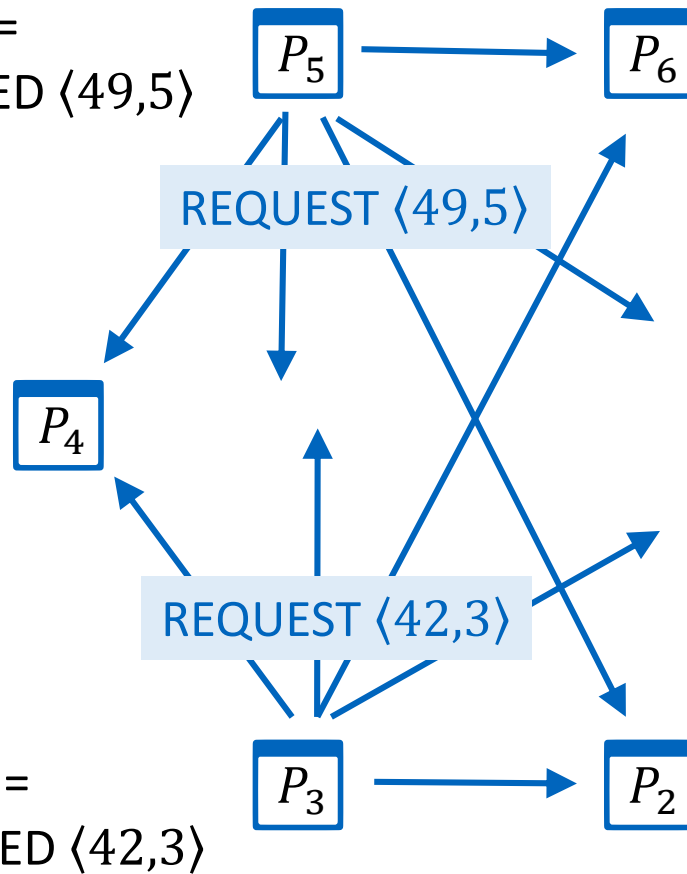 =
ED ⟨49,5⟩
P₅
P₆
REQUEST ⟨49,5⟩
P₄
REQUEST ⟨42,3⟩
P₃
P₂
=
ED ⟨42,3⟩